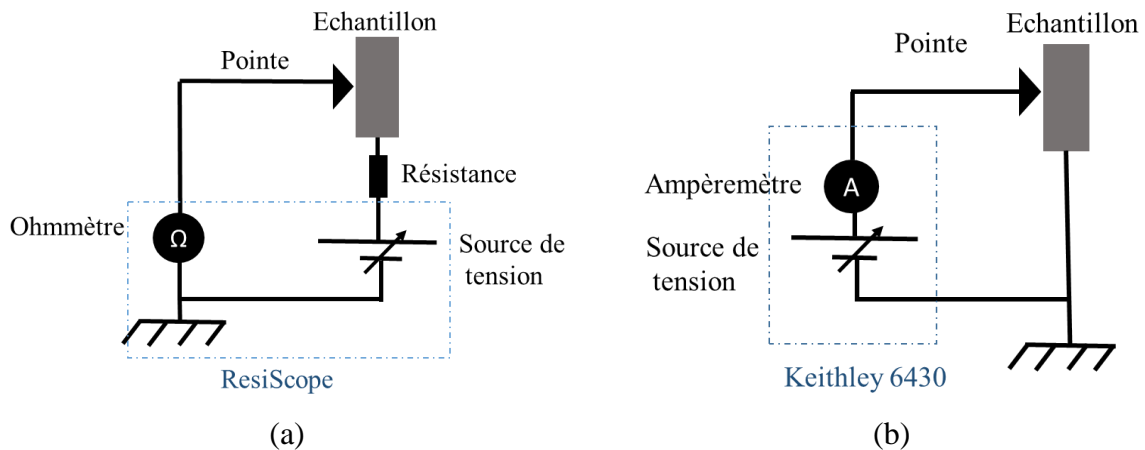 Echantillon
Pointe
Résistance
Ohmmètre
Ω
Source de
tension
ResiScope
(a)
Echantillon
Pointe
Ampèremètre
A
Source de
tension
Keithley 6430
(b)